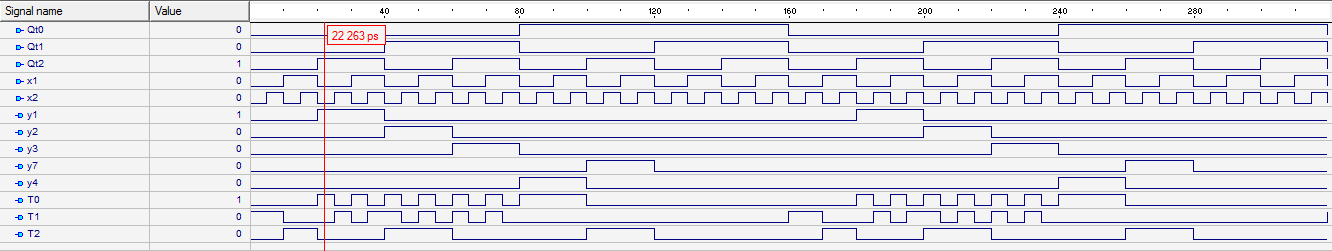 Signal name Value 40 80 120 160 200 240 280
Qt0 0
22 263 ps
Qt1 0
Qt2 1
x1 0
x2 0
y1 1
y2 0
y3 0
y7 0
y4 0
T0 1
T1 0
T2 0